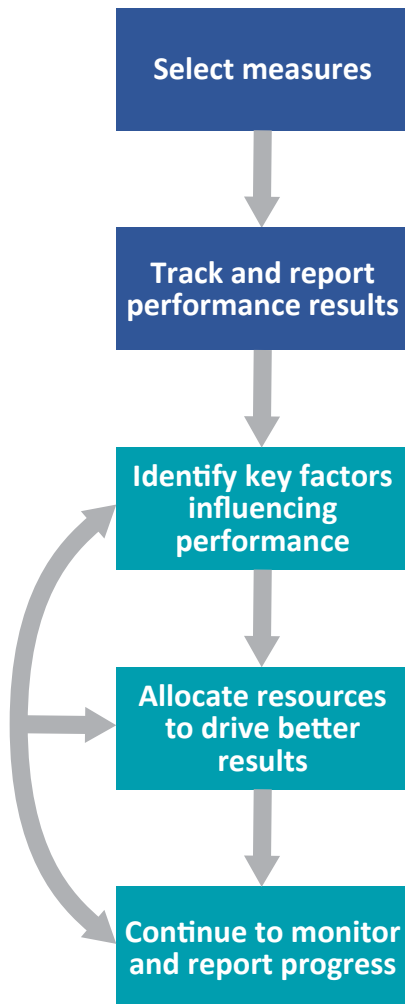 Select measures
Track and report
performance results
Identify key factors
influencing
performance
Allocate resources
to drive better
results
Continue to monitor
and report progress